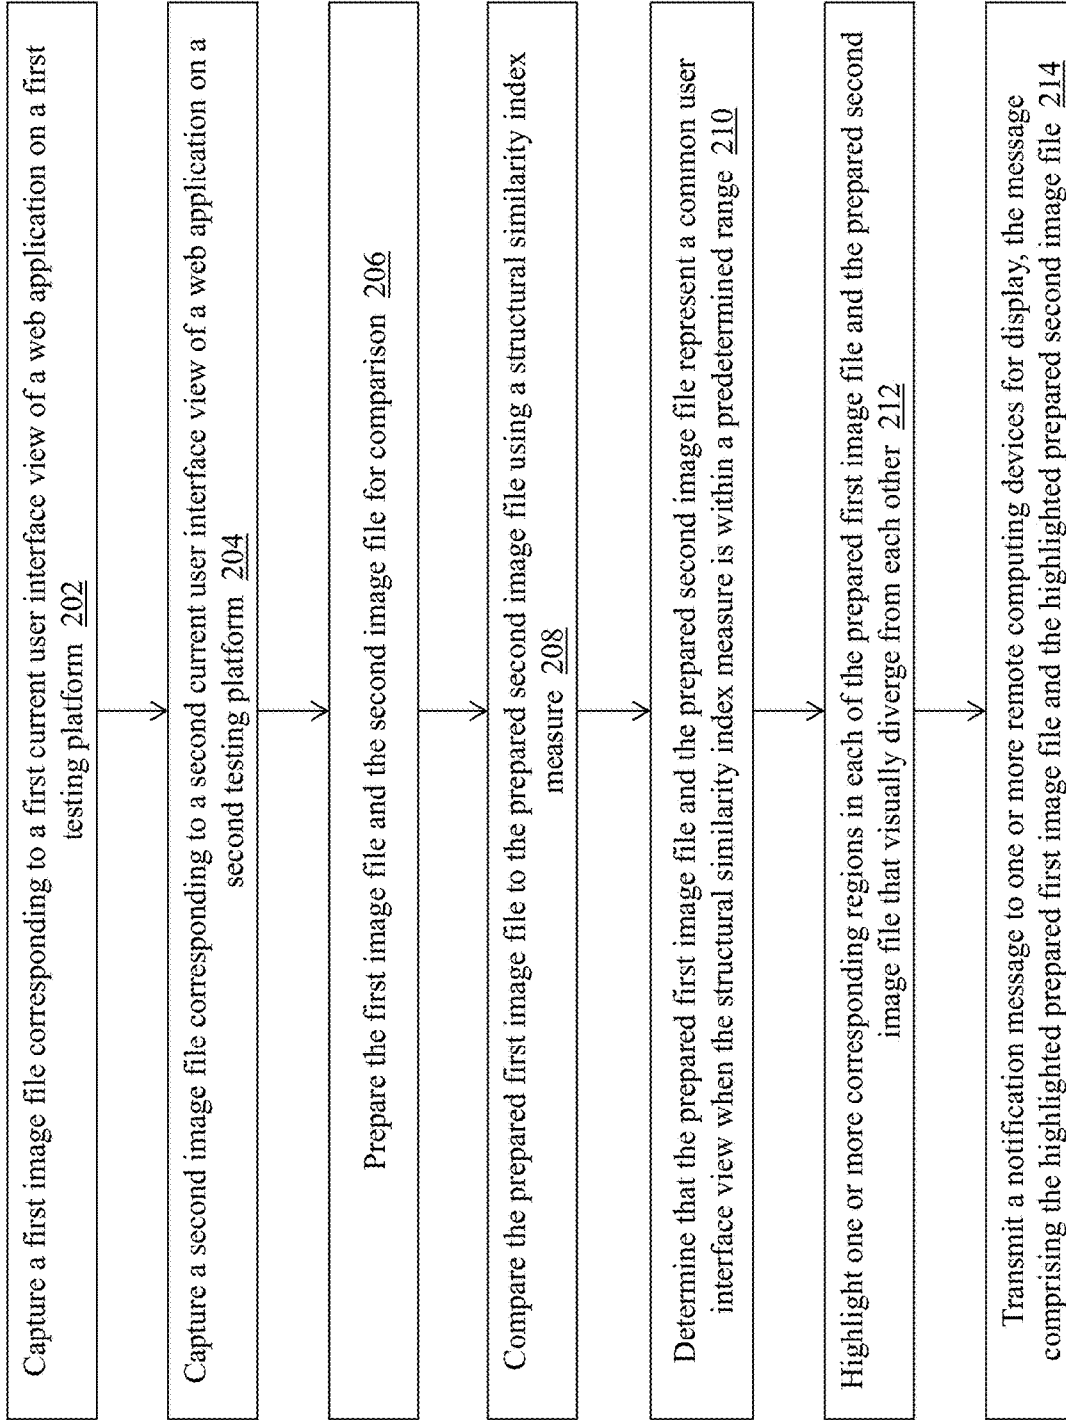 Capture a first image file corresponding to a first current user interface view of a web application on a first
testing platform 202
Capture a second image file corresponding to a second current user interface view of a web application on a
second testing platform 204
Prepare the first image file and the second image file for comparison 206
Compare the prepared first image file to the prepared second image file using a structural similarity index
measure 208
Determine that the prepared first image file and the prepared second image file represent a common user
interface view when the structural similarity index measure is within a predetermined range 210
Highlight one or more corresponding regions in each of the prepared first image file and the prepared second
image file that visually diverge from each other 212
Transmit a notification message to one or more remote computing devices for display, the message
comprising the highlighted prepared first image file and the highlighted prepared second image file 214